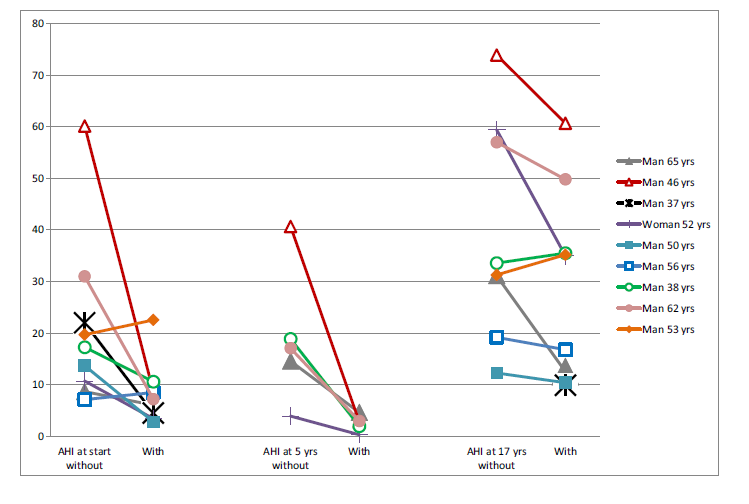 80
70
60
50
40
30
20
10
0
AHI at start
without
With
AHI at 5 yrs
without
With
AHI at 17 yrs
without
With
Man 65 yrs
Man 46 yrs
Man 37 yrs
Woman 52 yrs
Man 50 yrs
Man 56 yrs
Man 38 yrs
Man 62 yrs
Man 53 yrs